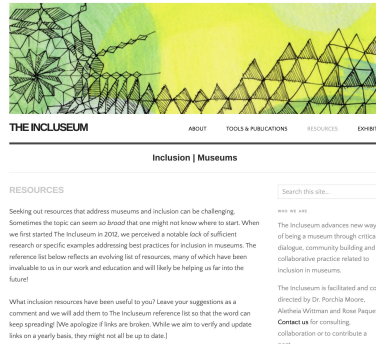 THE INCLUSEUM
ABOUT TOOLS & PUBLICATIONS RESOURCES EXHIBIT
Inclusion | Museums
RESOURCES
Seeking out resources that address museums and inclusion can be challenging.
Sometimes the topic can seem so broad that one might not know where to start. When
we first started The Incluseum in 2012, we perceived a notable lack of sufficient
research or specific examples addressing best practices for inclusion in museums. The
reference list below reflects an evolving list of resources, many of which have been
invaluable to us in our work and education and will likely be helping us far into the
future!
What inclusion resources have been useful to you? Leave your suggestions as a
comment and we will add them to The Incluseum reference list so that the word can
keep spreading! [We apologize if links are broken. While we aim to verify and update
links on a yearly basis, they might not all be up to date.]
Search this site...
WHO WE ARE
The Incluseum advances new way
of being a museum through critica
dialogue, community building and
collaborative practice related to
inclusion in museums.
The Incluseum is facilitated and co
directed by Dr. Porchia Moore,
Aletheia Wittman and Rose Paque
Contact us for consulting,
collaboration or to contribute a